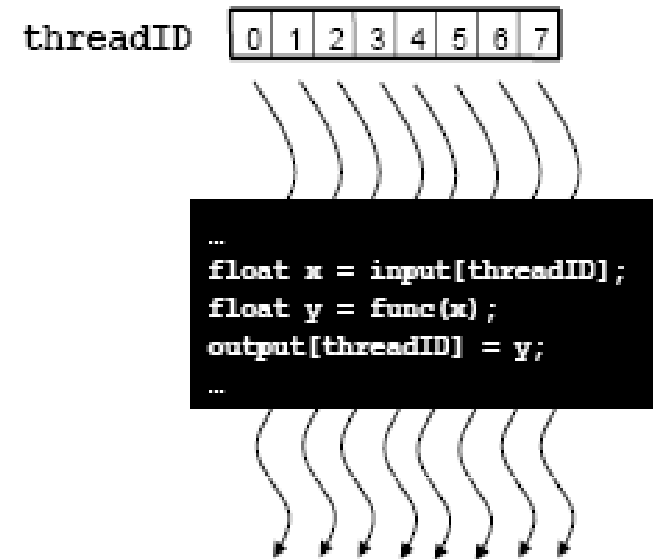 threadID 0 1 2 3 4 5 6 7
…
float x = input[threadID];
float y = func(x);
output[threadID] = y;
…